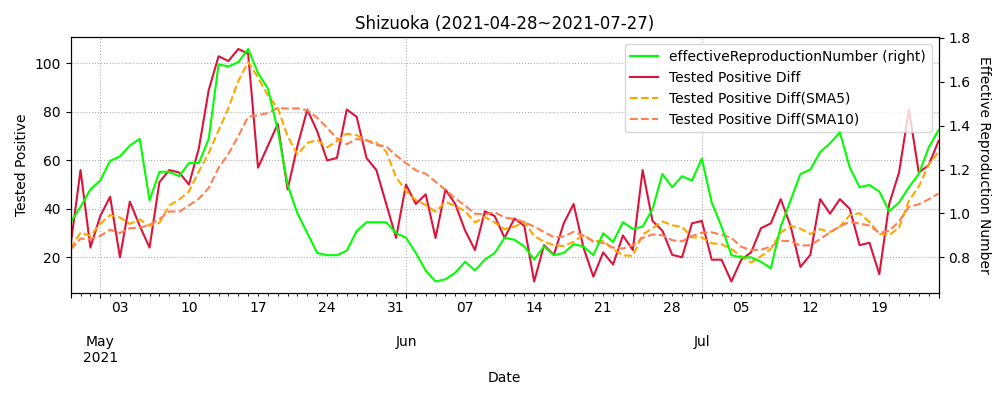 Shizuoka (2021-04-28~2021-07-27)
effectiveReproductionNumber (right)
Tested Positive Diff
Tested Positive Diff(SMA5)
Tested Positive Diff(SMA10)
Tested Positive
100
80
60
40
20
1.8
1.6
1.4
1.2
1.0
0.8
Effective Reproduction Number
03 10 17 24 31 07 14 21 28 05 12 19
May Jun Jul
2021
Date